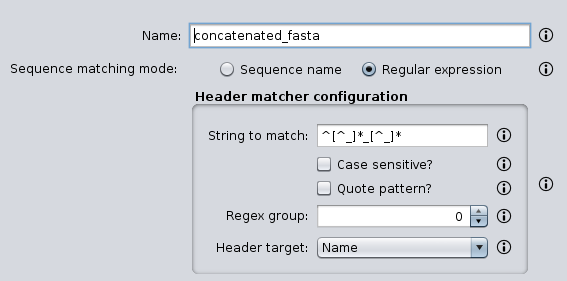 Name: concatenated_fasta
Sequence matching mode: Sequence name Regular expression
Header matcher configuration
String to match: ^[^_]*_[^_]*
Case sensitive?
Quote pattern?
Regex group: 0
Header target: Name